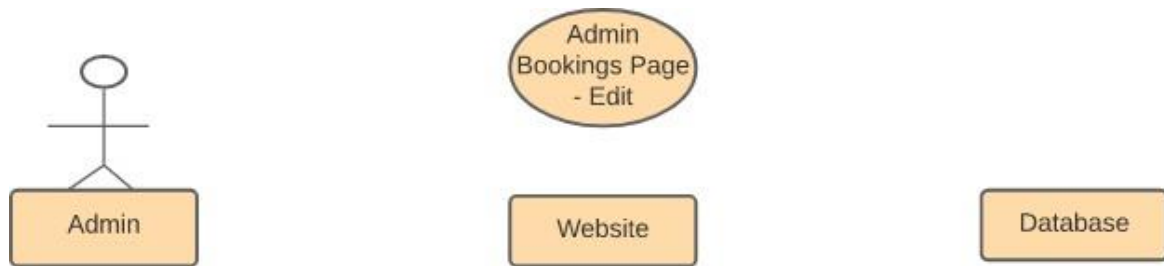 Admin
Bookings Page
- Edit
Admin
Website
Database